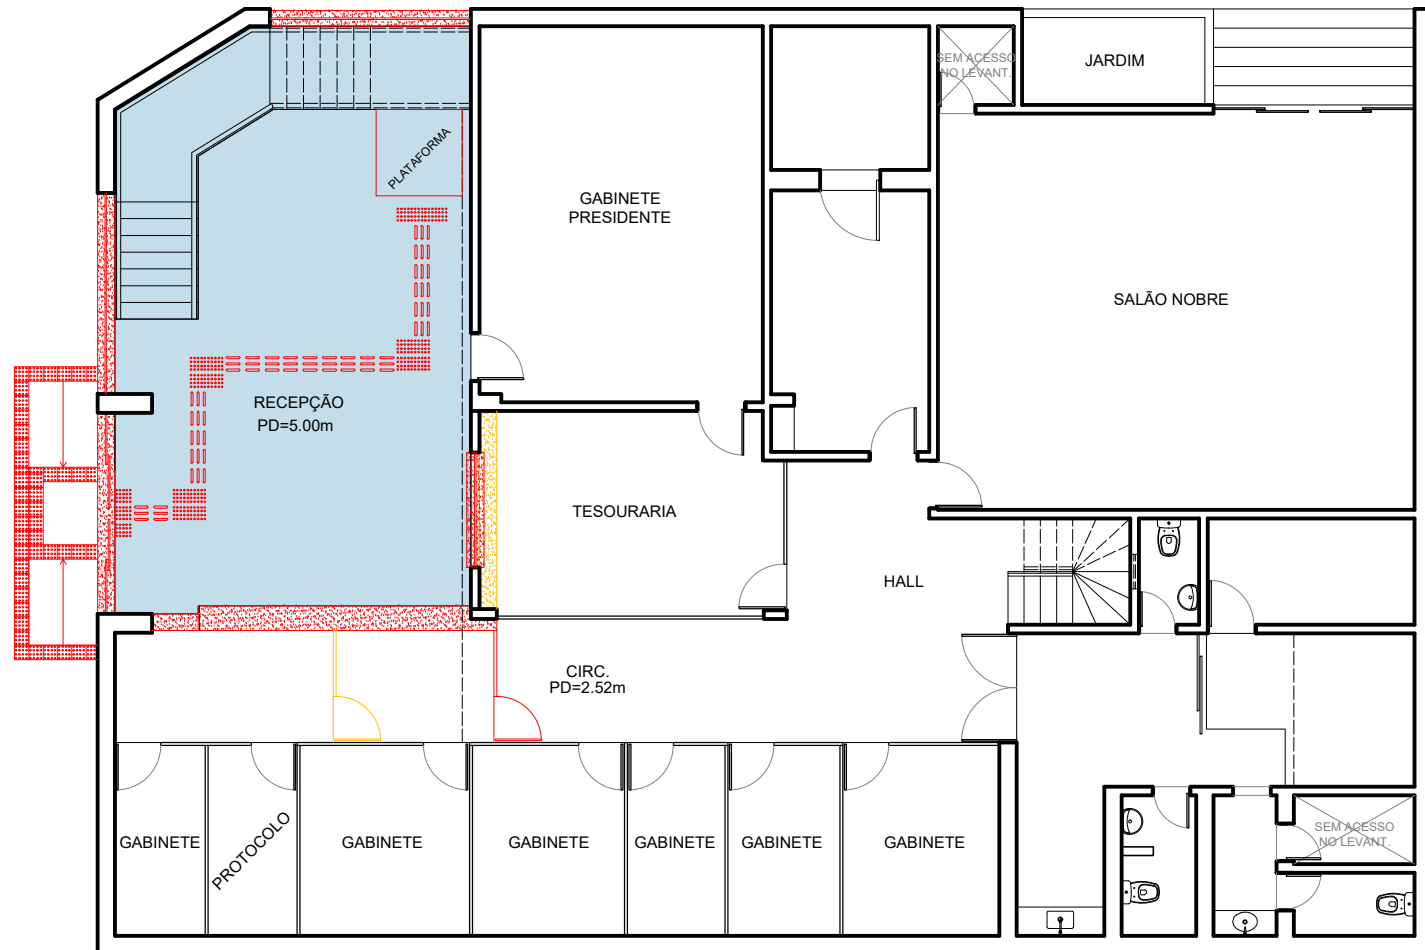 SEM ACESSO
NO LEVANT.
JARDIM
PLATAFORMA
GABINETE
PRESIDENTE
SALÃO NOBRE
RECEPÇÃO
PD=5.00m
TESOURARIA
HALL
CIRC.
PD=2.52m
GABINETE
PROTOCOLO
GABINETE
GABINETE
GABINETE
GABINETE
GABINETE
SEM ACESSO
NO LEVANT.